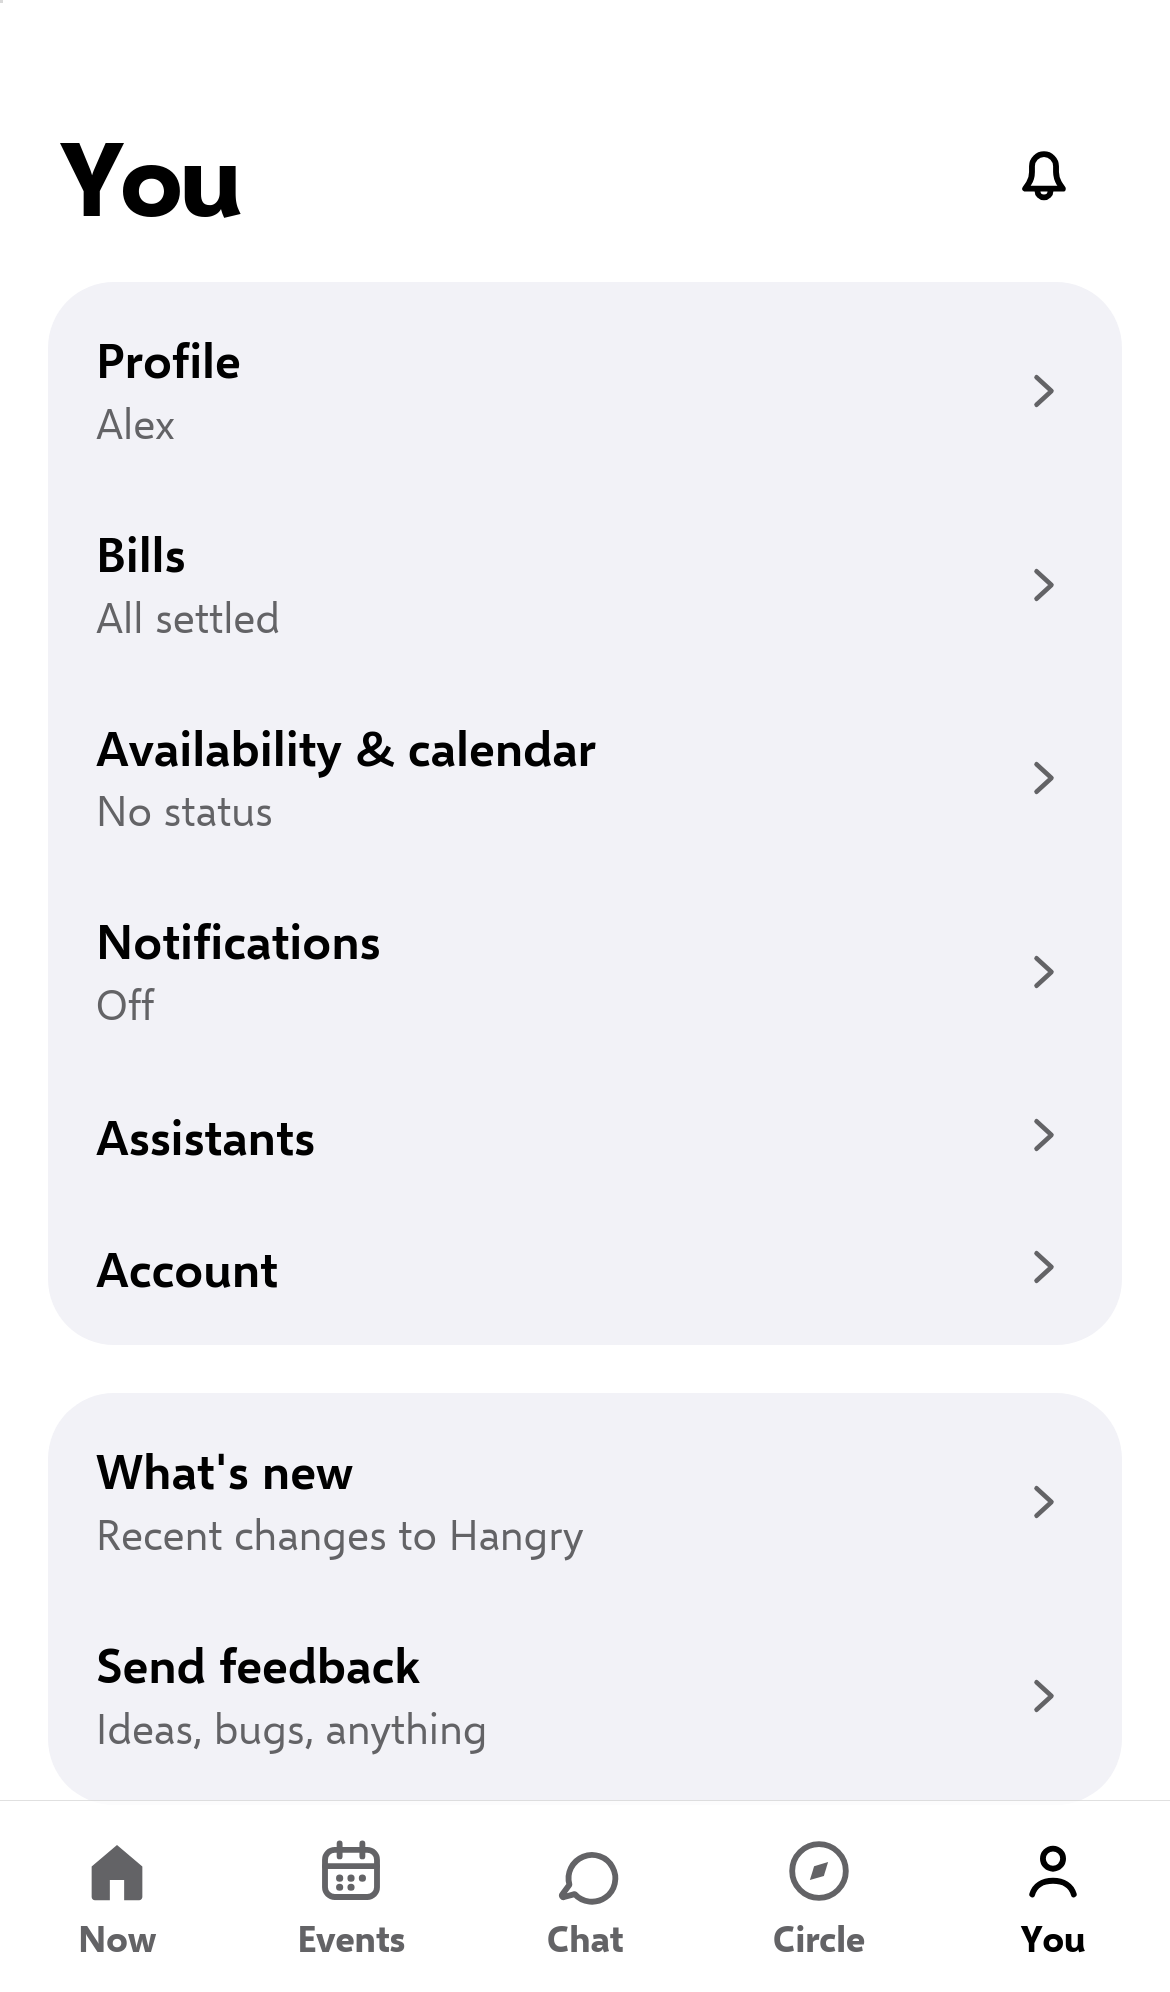 You
Profile
Alex
Bills
All settled
Availability & calendar
No status
Notifications
Off
Assistants
Account
What's new
Recent changes to Hangry
Send feedback
Ideas, bugs, anything
Now
Events
Chat
Circle
You